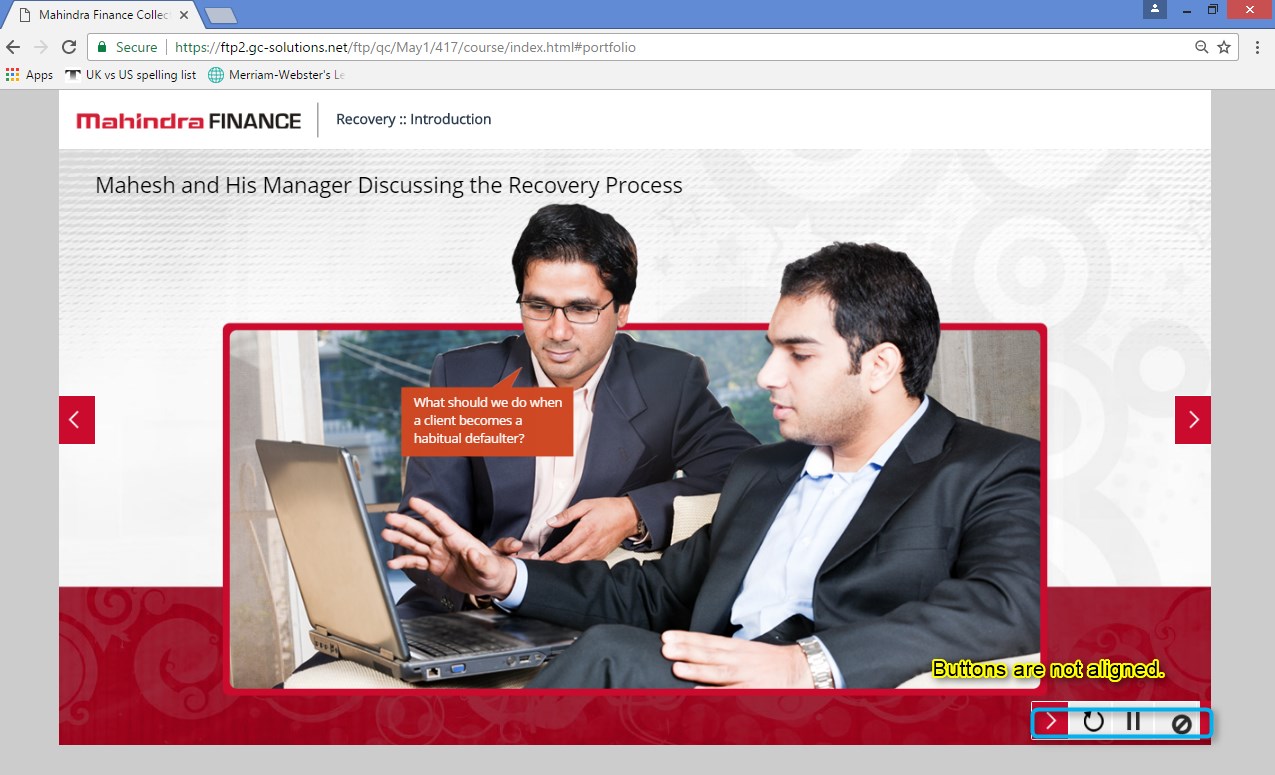 Mahindra Finance Collec
Secure
https://ftp2.gc-solutions.net/ftp/qc/May1/417/course/index.html#portfolio
Apps
UK vs US spelling list
Merriam-Webster's Le
Mahindra FINANCE
Recovery :: Introduction
Mahesh and His Manager Discussing the Recovery Process
What should we do when
a client becomes a
habitual defaulter?
Buttons are not aligned.